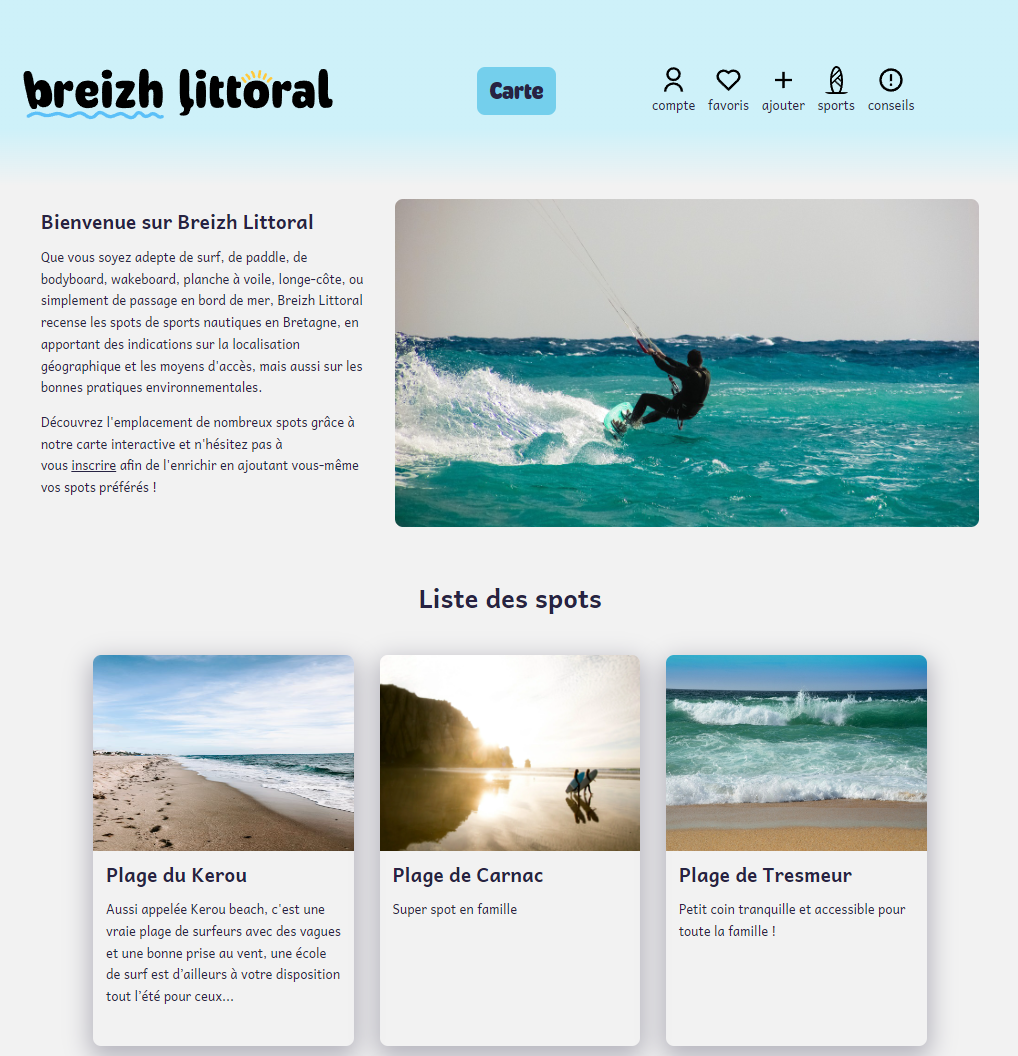 breizh littoral
Carte
compte favoris ajouter sports conseils
Bienvenue sur Breizh Littoral
Que vous soyez adepte de surf, de paddle, de
bodyboard, wakeboard, planche à voile, longe-côte, ou
simplement de passage en bord de mer, Breizh Littoral
recense les spots de sports nautiques en Bretagne, en
apportant des indications sur la localisation
géographique et les moyens d'accès, mais aussi sur les
bonnes pratiques environnementales.
Découvrez l'emplacement de nombreux spots grâce à
notre carte interactive et n'hésitez pas à
vous inscrire afin de l'enrichir en ajoutant vous-même
vos spots préférés !
Liste des spots
Plage du Kerou
Aussi appelée Kerou beach, c'est une
vraie plage de surfeurs avec des vagues
et une bonne prise au vent, une école
de surf est d'ailleurs à votre disposition
tout l'été pour ceux...
Plage de Carnac
Super spot en famille
Plage de Tresmeur
Petit coin tranquille et accessible pour
toute la famille !